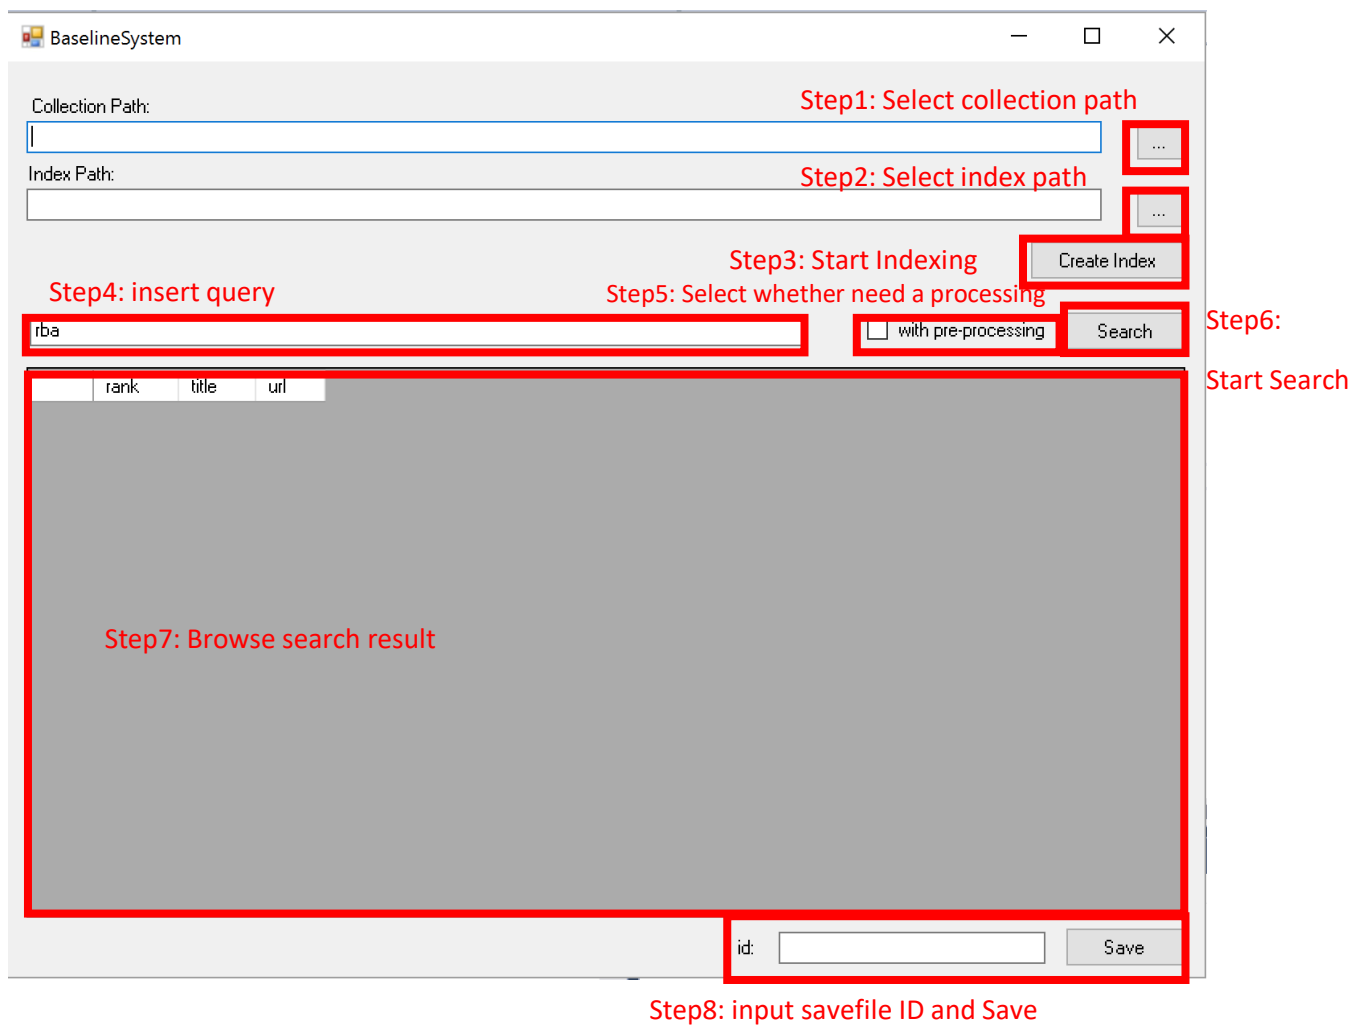 BaselineSystem
Collection Path:
Step1: Select collection path
...
Index Path:
Step2: Select index path
...
Step3: Start Indexing
Create Index
Step4: insert query
Step5: Select whether need a processing
rba
with pre-processing
Search
Step6:
Start Search
rank title url
Step7: Browse search result
id:
Save
Step8: input savefile ID and Save